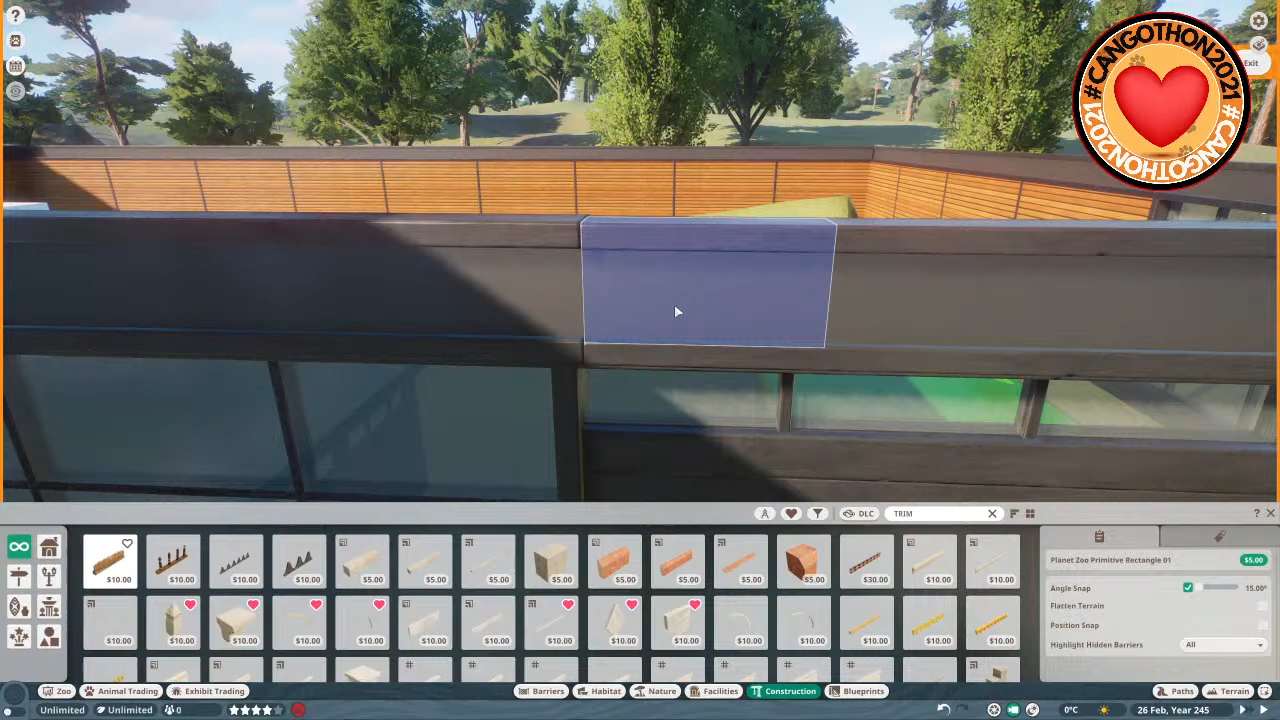 ?
#CANGOTHON2021
#CANGOTHON2021
Exit
DLC
TRIM
?
$10.00 $10.00 $10.00 $10.00 $5.00 $5.00 $5.00 $5.00 $5.00 $5.00 $5.00 $5.00 $30.00 $10.00 $10.00
Planet Zoo Primitive Rectangle 01 $5.00
Angle Snap 15.00°
Flatten Terrain
Position Snap
Highlight Hidden Barriers All
$10.00 $10.00 $10.00 $10.00 $10.00 $10.00 $10.00 $10.00 $10.00 $10.00 $10.00 $10.00 $10.00 $10.00 $10.00
Zoo Animal Trading Exhibit Trading Barriers Habitat Nature Facilities Construction Blueprints Paths Terrain
Unlimited Unlimited 0 0°C 26 Feb, Year 245